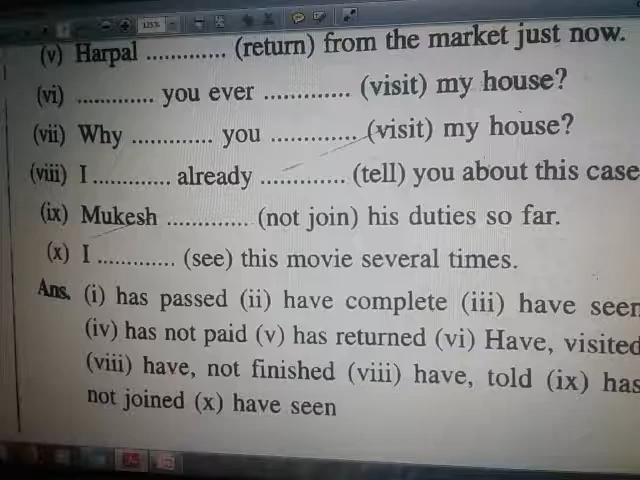 125%
(v) Harpal ............. (return) from the market just now.
(vi) ............. you ever .............. (visit) my house?
(vii) Why ............. you .............. (visit) my house?
(viii) I ............. already .............. (tell) you about this case
(ix) Mukesh ............. (not join) his duties so far.
(x) I ............. (see) this movie several times.
Ans. (i) has passed (ii) have complete (iii) have seen
(iv) has not paid (v) has returned (vi) Have, visited
(viii) have, not finished (viii) have, told (ix) has
not joined (x) have seen